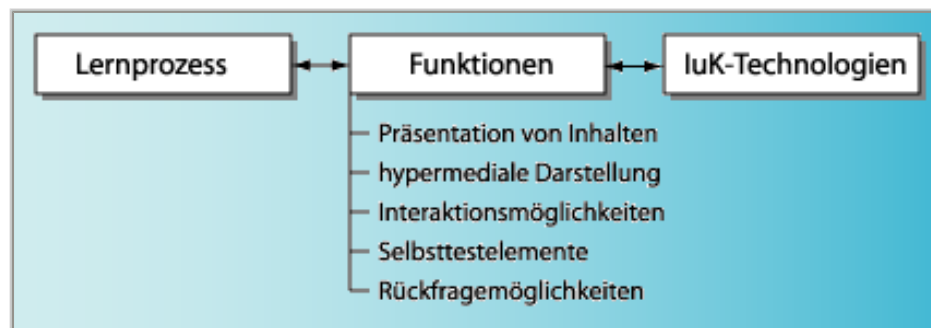 Lernprozess
Funktionen
IuK-Technologien
Präsentation von Inhalten
hypermediale Darstellung
Interaktionsmöglichkeiten
Selbsttestelemente
Rückfragemöglichkeiten